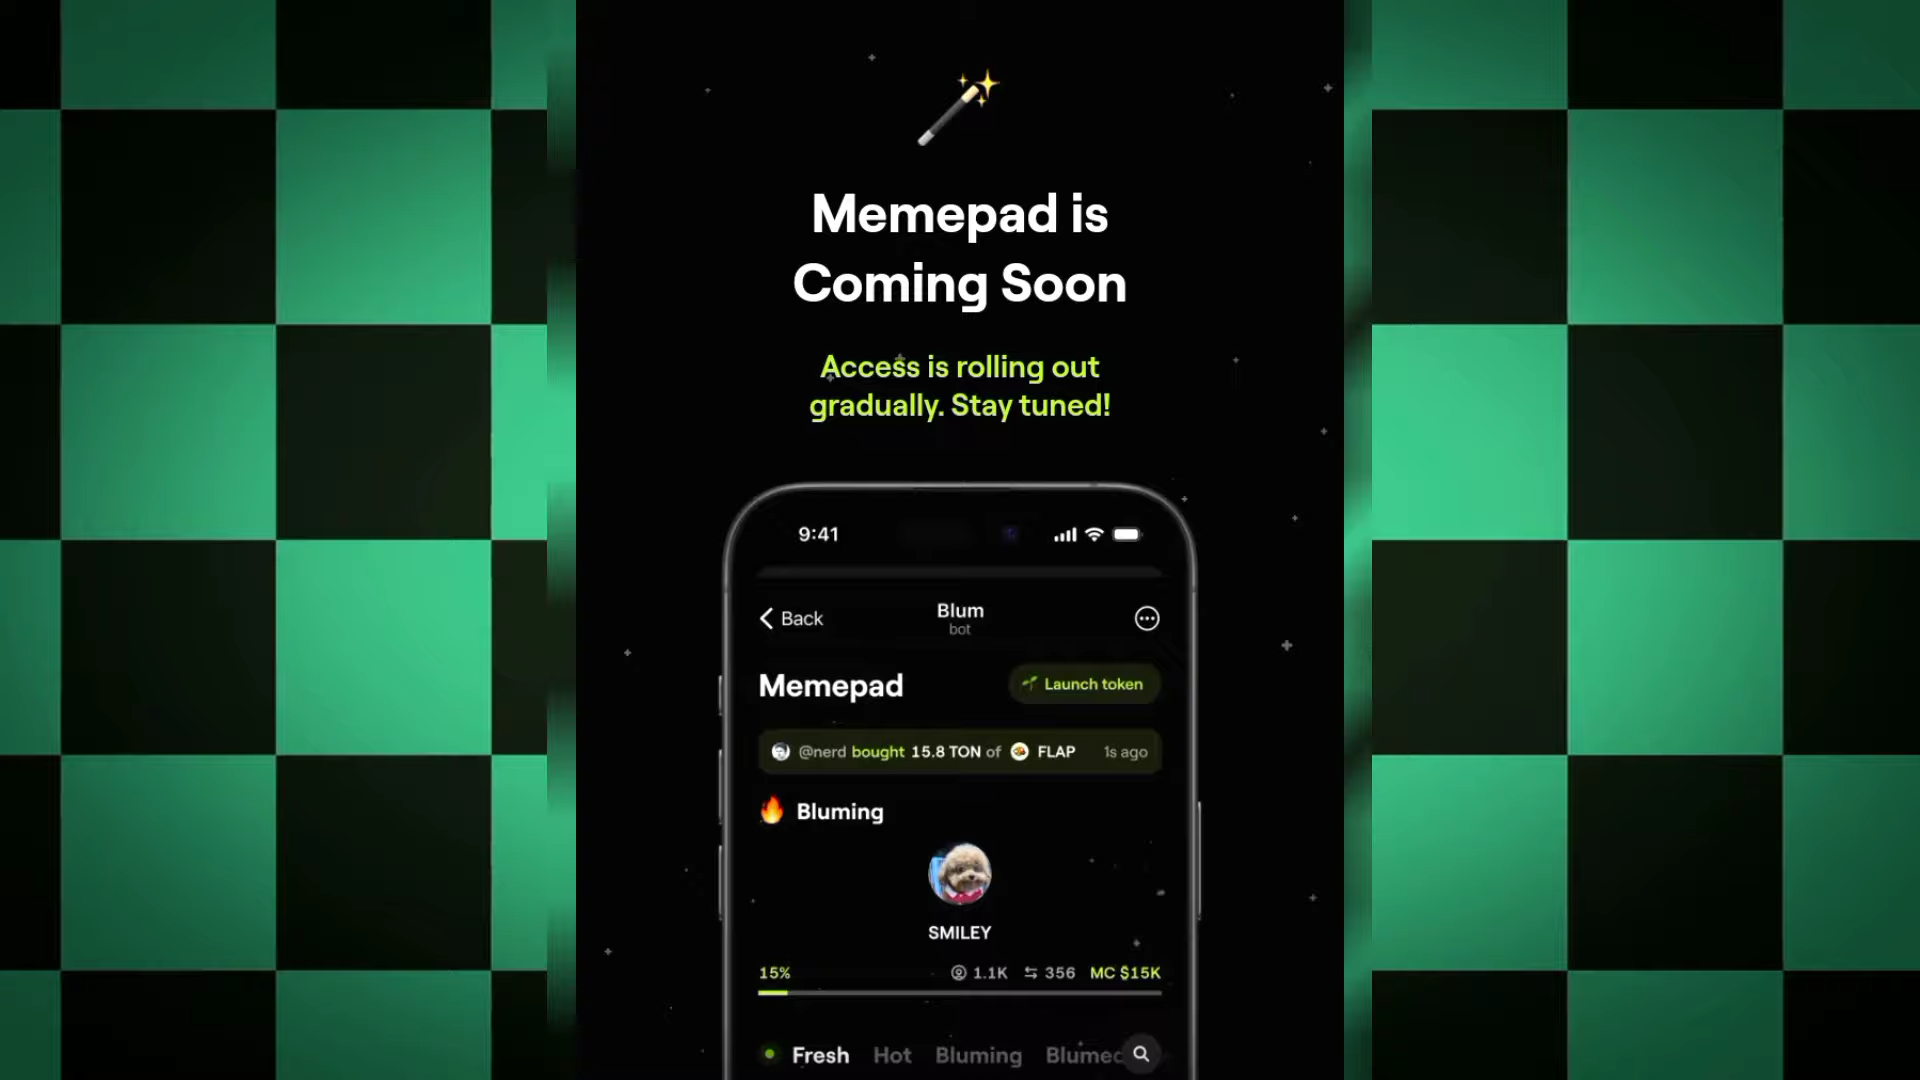 Memepad is
Coming Soon
Access is rolling out
gradually. Stay tuned!
9:41
Back
Blum
bot
Memepad
Launch token
@nerd bought 15.8 TON of FLAP 1s ago
Bluming
SMILEY
15% 1.1K 356 MC $15K
Fresh Hot Bluming Blumed